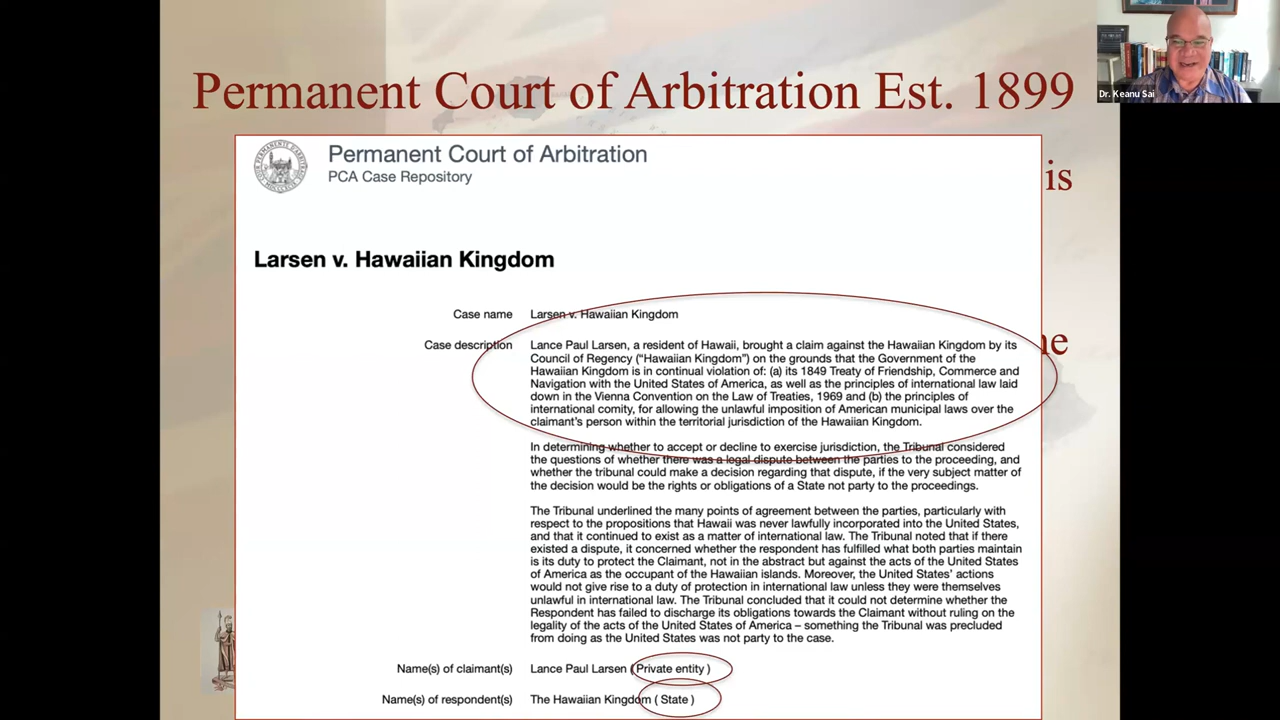 Permanent Court of Arbitration Est. 1899
Dr. Keanu Sai
Permanent Court of Arbitration
PCA Case Repository
is
Larsen v. Hawaiian Kingdom
Case name Larsen v. Hawaiian Kingdom
Case description Lance Paul Larsen, a resident of Hawaii, brought a claim against the Hawaiian Kingdom by its
Council of Regency ("Hawaiian Kingdom") on the grounds that the Government of the
Hawaiian Kingdom is in continual violation of: (a) its 1849 Treaty of Friendship, Commerce and
Navigation with the United States of America, as well as the principles of international law laid
down in the Vienna Convention on the Law of Treaties, 1969 and (b) the principles of
international comity, for allowing the unlawful imposition of American municipal laws over the
claimant's person within the territorial jurisdiction of the Hawaiian Kingdom.
In determining whether to accept or decline to exercise jurisdiction, the Tribunal considered
the questions of whether there was a legal dispute between the parties to the proceeding, and
whether the tribunal could make a decision regarding that dispute, if the very subject matter of
the decision would be the rights or obligations of a State not party to the proceedings.
The Tribunal underlined the many points of agreement between the parties, particularly with
respect to the propositions that Hawaii was never lawfully incorporated into the United States,
and that it continued to exist as a matter of international law. The Tribunal noted that if there
existed a dispute, it concerned whether the respondent has fulfilled what both parties maintain
is its duty to protect the Claimant, not in the abstract but against the acts of the United States
of America as the occupant of the Hawaiian islands. Moreover, the United States' actions
would not give rise to a duty of protection in international law unless they were themselves
unlawful in international law. The Tribunal concluded that it could not determine whether the
Respondent has failed to discharge its obligations towards the Claimant without ruling on the
legality of the acts of the United States of America – something the Tribunal was precluded
from doing as the United States was not party to the case.
Name(s) of claimant(s) Lance Paul Larsen ( Private entity )
Name(s) of respondent(s) The Hawaiian Kingdom ( State )